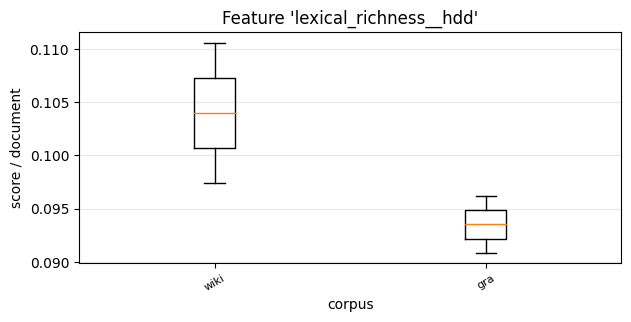 Feature 'lexical_richness__hdd'
score / document
0.110
0.105
0.100
0.095
0.090
wiki
gra
corpus